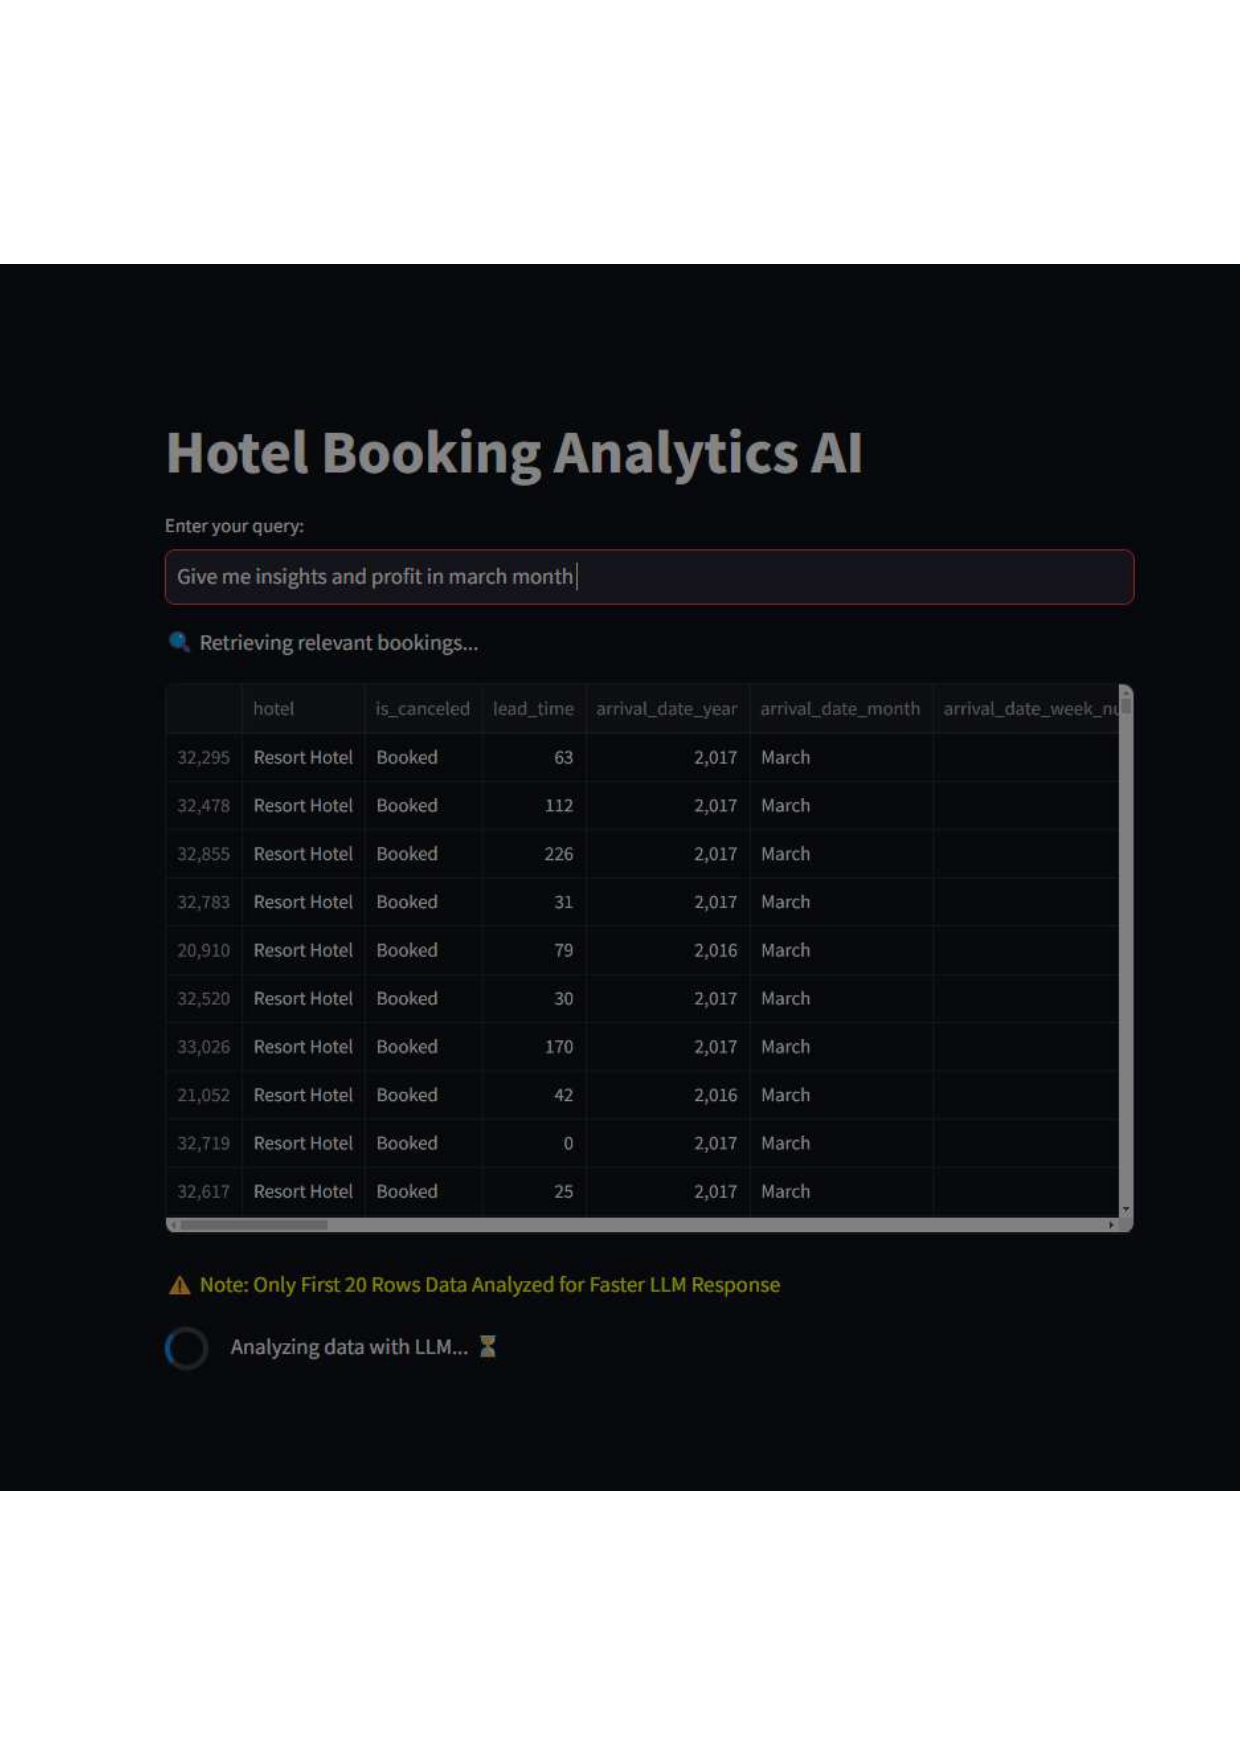 Hotel Booking Analytics AI
Enter your query:
Give me insights and profit in march month
Retrieving relevant bookings...
hotel is_canceled lead_time arrival_date_year arrival_date_month arrival_date_week_nu
32,295 Resort Hotel Booked 63 2,017 March
32,478 Resort Hotel Booked 112 2,017 March
32,855 Resort Hotel Booked 226 2,017 March
32,783 Resort Hotel Booked 31 2,017 March
20,910 Resort Hotel Booked 79 2,016 March
32,520 Resort Hotel Booked 30 2,017 March
33,026 Resort Hotel Booked 170 2,017 March
21,052 Resort Hotel Booked 42 2,016 March
32,719 Resort Hotel Booked 0 2,017 March
32,617 Resort Hotel Booked 25 2,017 March
Note: Only First 20 Rows Data Analyzed for Faster LLM Response
Analyzing data with LLM...